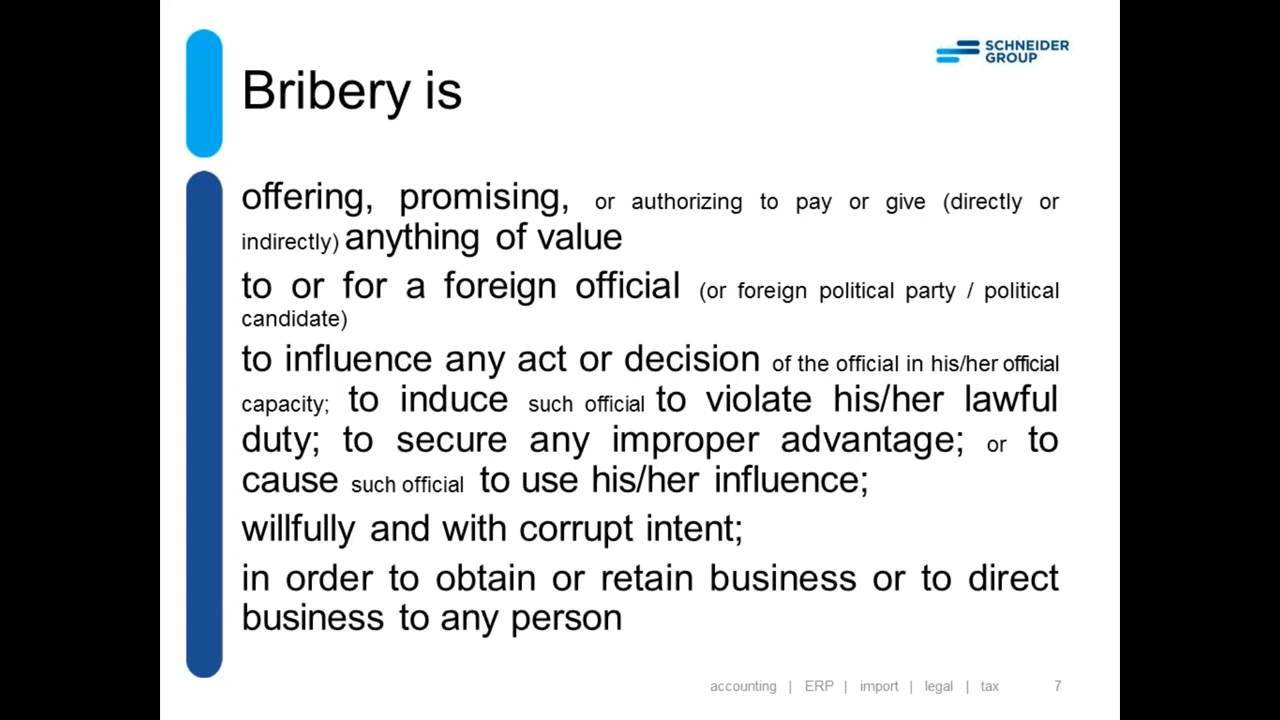 SCHNEIDER
GROUP
Bribery is
offering, promising, or authorizing to pay or give (directly or
indirectly) anything of value
to or for a foreign official (or foreign political party / political
candidate)
to influence any act or decision of the official in his/her official
capacity; to induce such official to violate his/her lawful
duty; to secure any improper advantage; or to
cause such official to use his/her influence;
willfully and with corrupt intent;
in order to obtain or retain business or to direct
business to any person
accounting | ERP | import | legal | tax 7